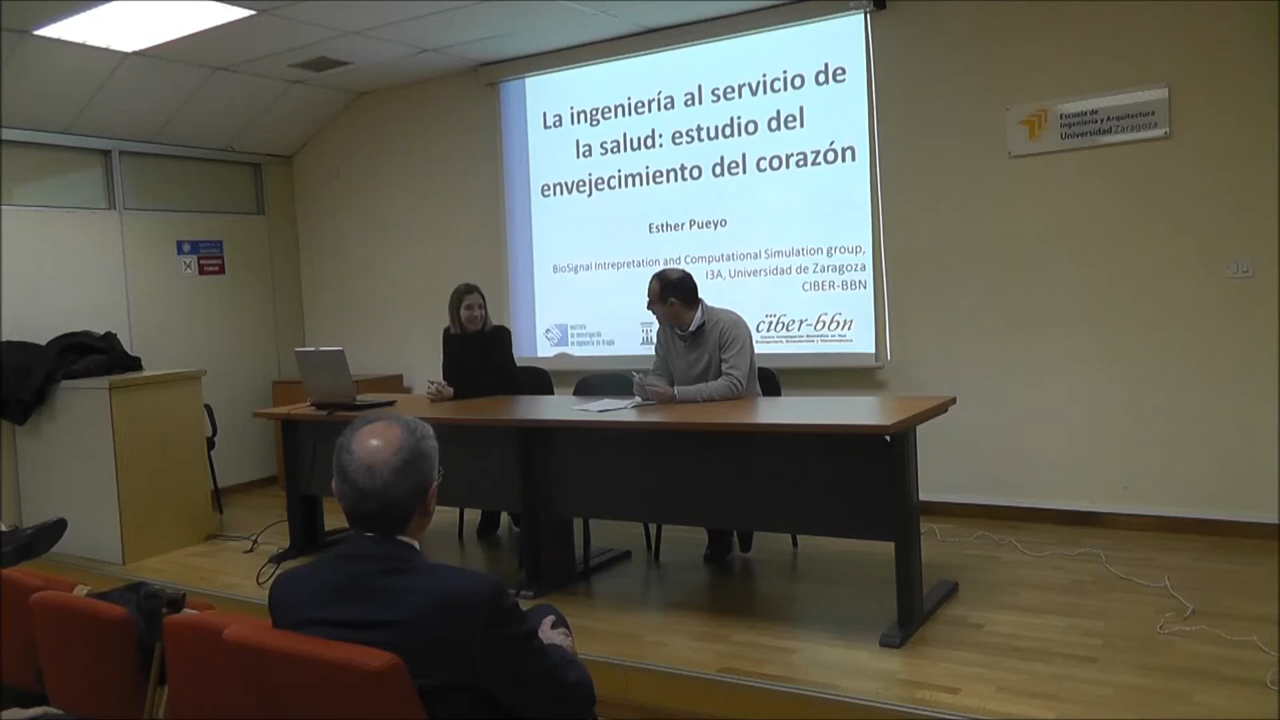 La ingeniería al servicio de
la salud: estudio del
envejecimiento del corazón
Esther Pueyo
BioSignal Intrepretation and Computational Simulation group,
I3A, Universidad de Zaragoza
CIBER-BBN
ciber-bbn
Escuela de
Ingeniería y Arquitectura
Universidad Zaragoza